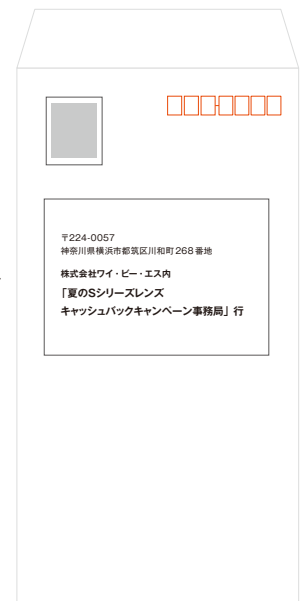 〒224-0057
神奈川県横浜市都筑区川和町268番地
株式会社ワイ・ビー・エス内
「夏のSシリーズレンズ
キャッシュバックキャンペーン事務局」行